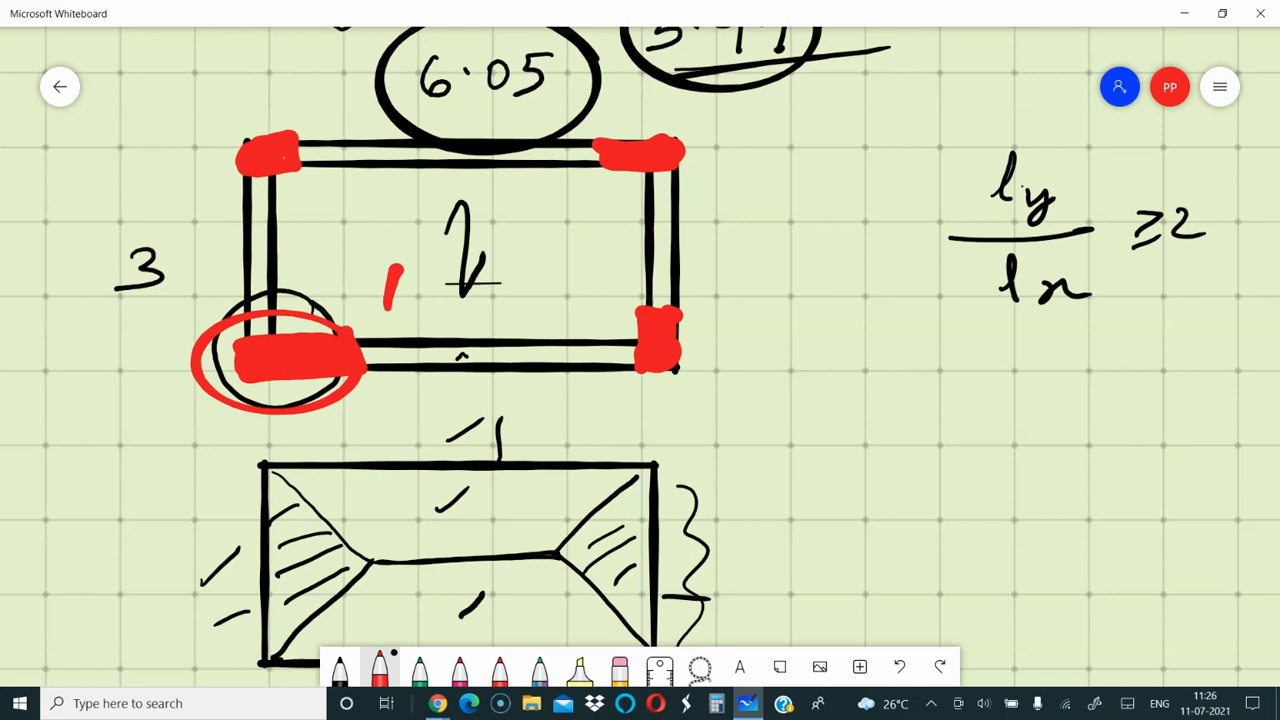 Microsoft Whiteboard
6.05
PP
3
2
ly
lx
≥2
A
Type here to search
26°C
ENG
11:26
11-07-2021